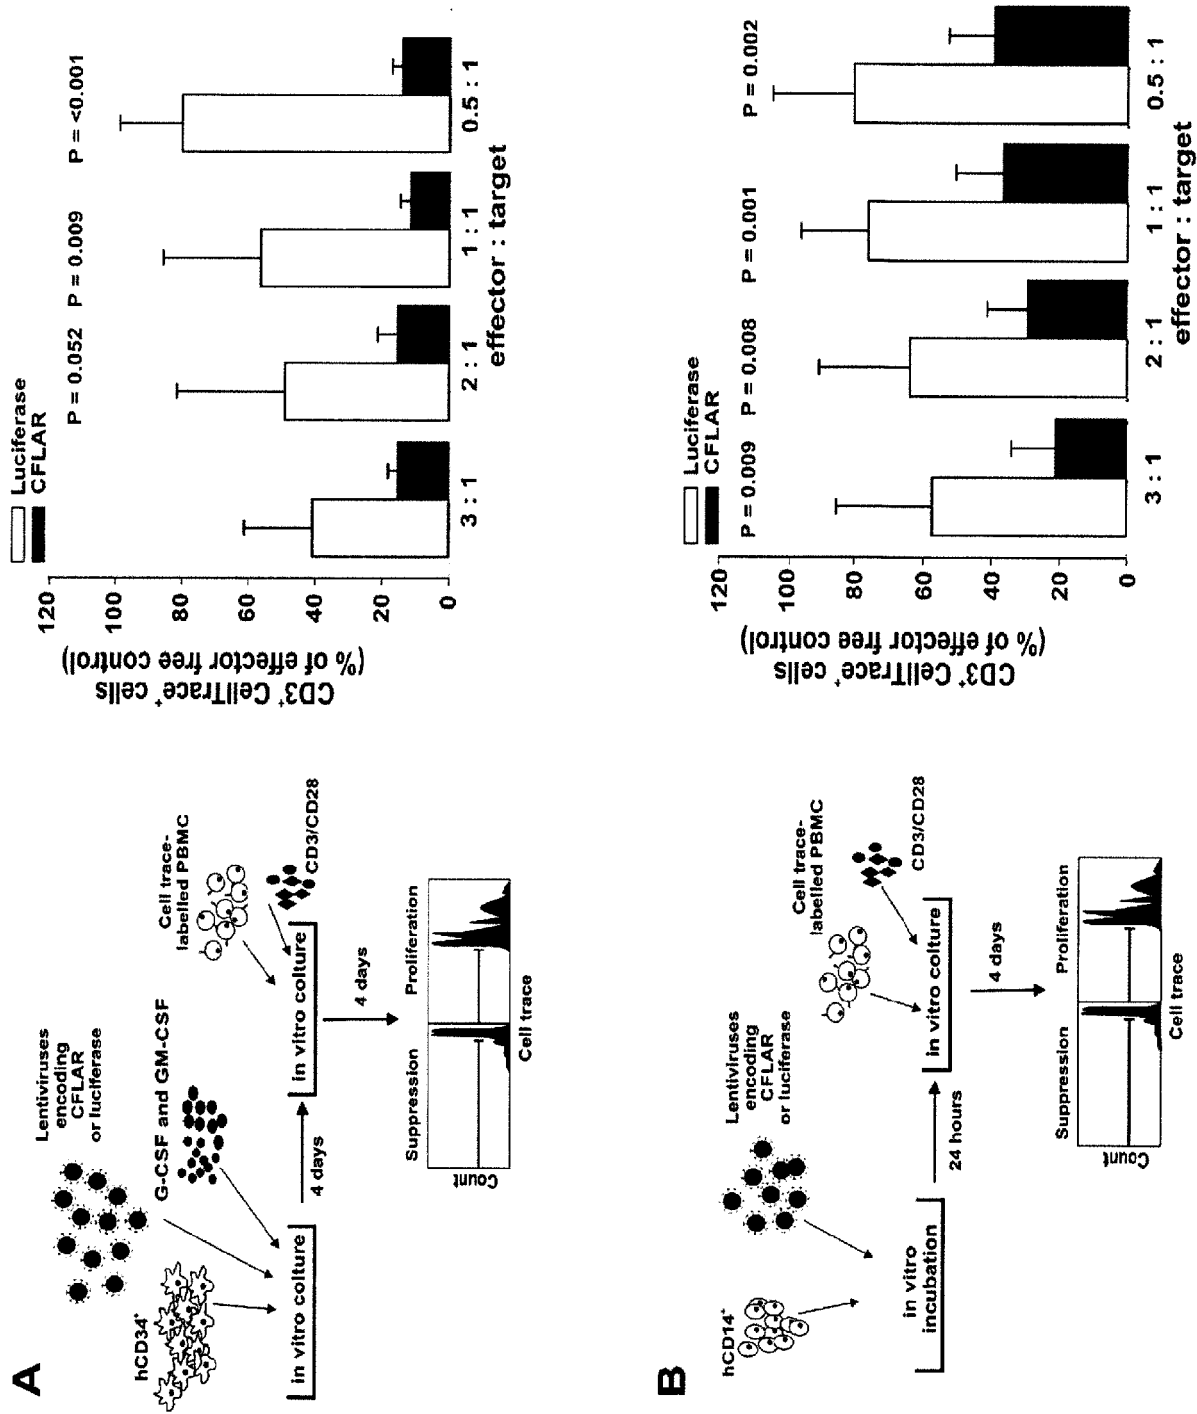 A
hCD34+
Lentiviruses
encoding
CFLAR
or luciferase
G-CSF and GM-CSF
in vitro colture
4 days
Cell trace-
labelled PBMC
CD3/CD28
in vitro colture
4 days
Suppression
Proliferation
Count
Cell trace
Luciferase
CFLAR
P = 0.052
P = 0.009
P = <0.001
CD3+ CellTrace+ cells
(% of effector free control)
120
100
80
60
40
20
0
3 : 1
2 : 1
1 : 1
0.5 : 1
effector : target
B
hCD14+
Lentiviruses
encoding
CFLAR
or luciferase
in vitro
incubation
24 hours
Cell trace-
labelled PBMC
CD3/CD28
in vitro colture
4 days
Suppression
Proliferation
Count
Cell trace
Luciferase
CFLAR
P = 0.009
P = 0.008
P = 0.001
P = 0.002
CD3+ CellTrace+ cells
(% of effector free control)
120
100
80
60
40
20
0
3 : 1
2 : 1
1 : 1
0.5 : 1
effector : target